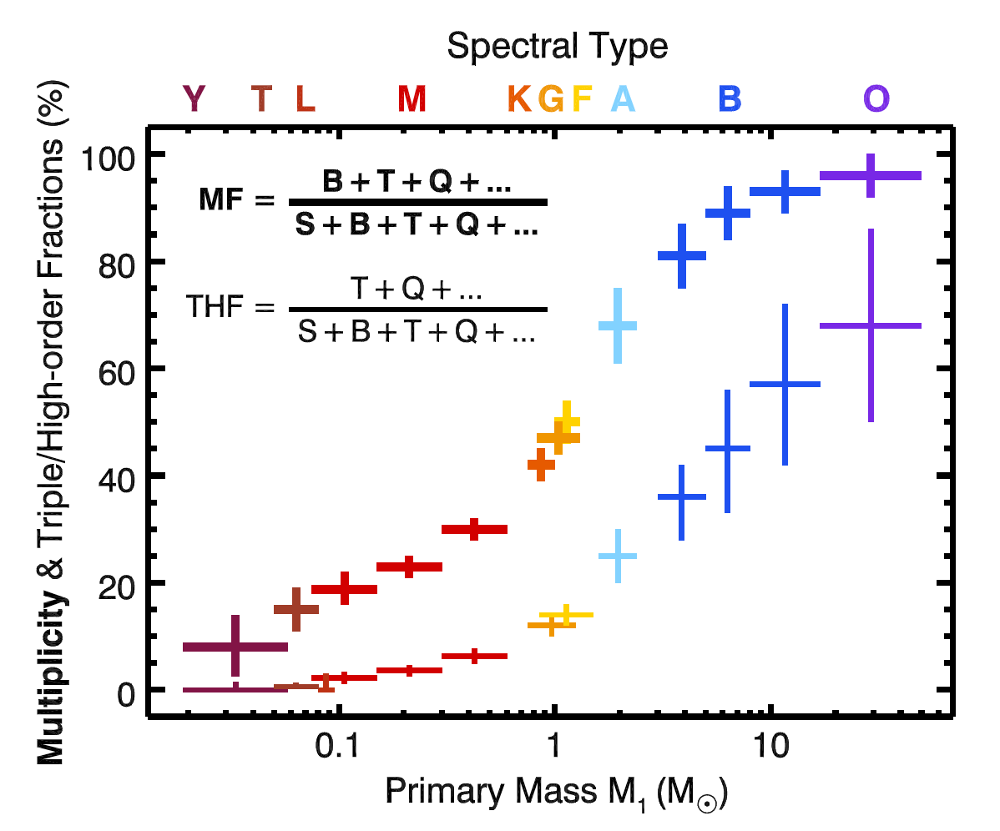 Spectral Type
Y T L M K G F A B O
Multiplicity & Triple/High-order Fractions (%)
100
80
60
40
20
0
MF = B + T + Q + ...
S + B + T + Q + ...
THF = T + Q + ...
S + B + T + Q + ...
0.1 1 10
Primary Mass M₁ (M☉)